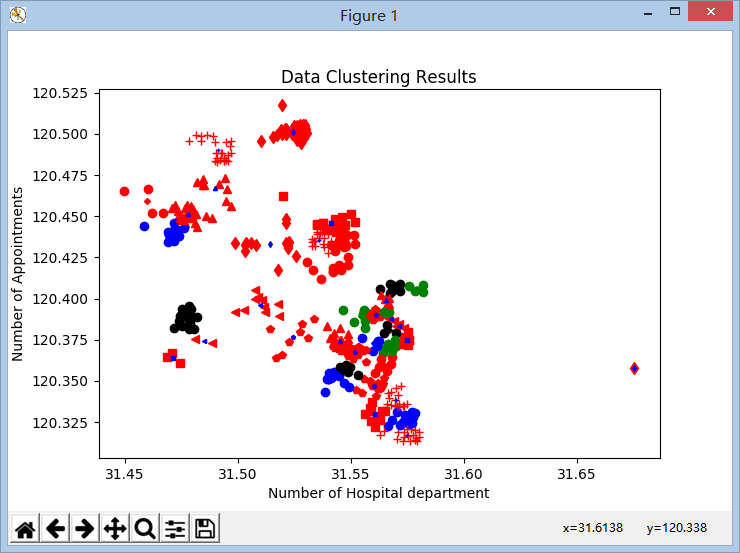 Figure 1
Data Clustering Results
120.525
120.500
120.475
120.450
120.425
120.400
120.375
120.350
120.325
Number of Appointments
31.45 31.50 31.55 31.60 31.65
Number of Hospital department
x=31.6138 y=120.338